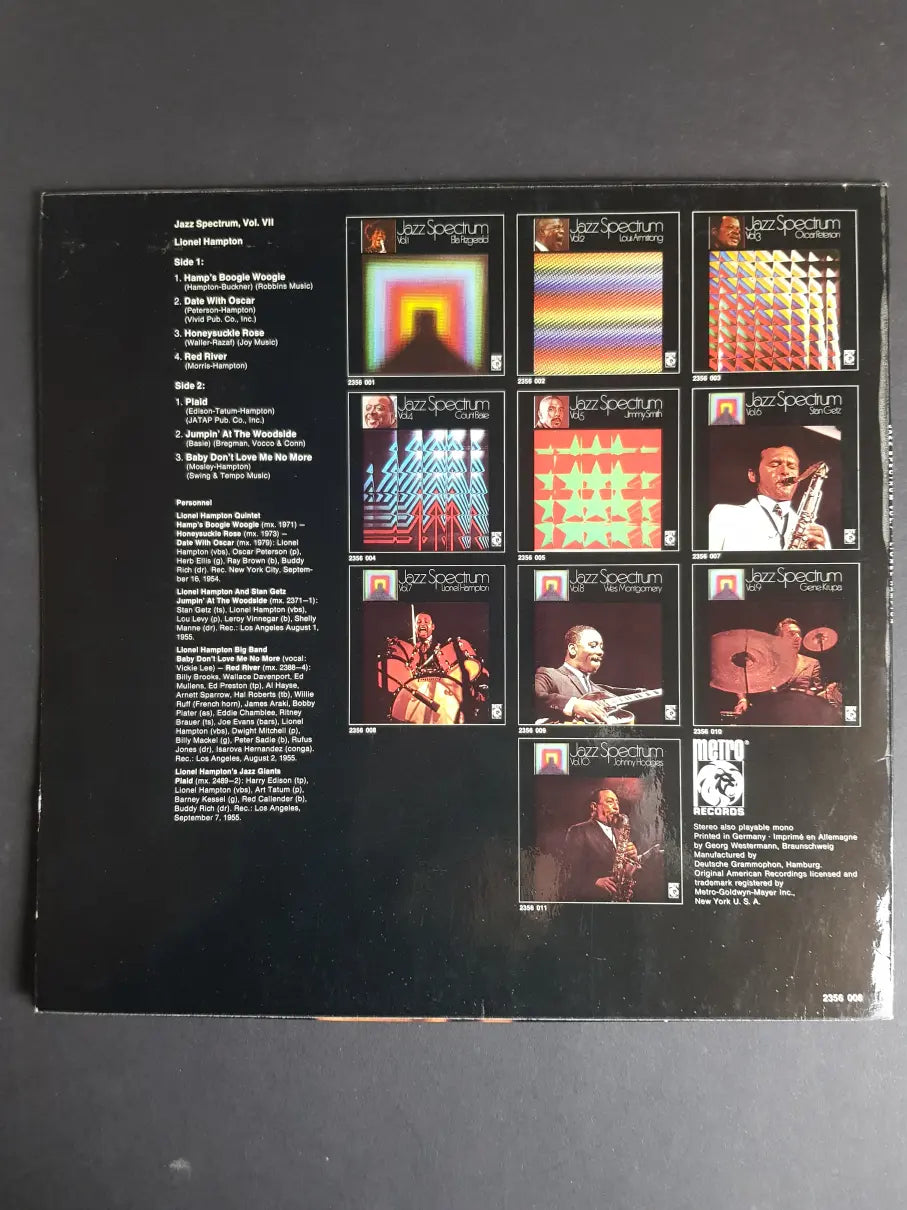 Jazz Spectrum, Vol. VII
Lionel Hampton
Side 1:
1. Hamp's Boogie Woogie
(Hampton-Buckner) (Robbins Music)
2. Date With Oscar
(Peterson-Hampton)
(Vivid Pub. Co., Inc.)
3. Honeysuckle Rose
(Waller-Razaf) (Joy Music)
4. Red River
(Morris-Hampton)
Side 2:
1. Plaid
(Edison-Tatum-Hampton)
(JATAP Pub. Co., Inc.)
2. Jumpin' At The Woodside
(Basie) (Bregman, Vocco & Conn)
3. Baby Don't Love Me No More
(Mosley-Hampton)
(Swing & Tempo Music)
Personnel
Lionel Hampton Quintet
Hamp's Boogie Woogie (mx. 1971) –
Honeysuckle Rose (mx. 1973) –
Date With Oscar (mx. 1979): Lionel
Hampton (vbs), Oscar Peterson (p),
Herb Ellis (g), Ray Brown (b), Buddy
Rich (dr). Rec. New York City, Septem-
ber 16, 1954.
Lionel Hampton And Stan Getz
Jumpin' At The Woodside (mx. 2371–1):
Stan Getz (ts), Lionel Hampton (vbs),
Lou Levy (p), Leroy Vinnegar (b), Shelly
Manne (dr). Rec.: Los Angeles August 1,
1955.
Lionel Hampton Big Band
Baby Don't Love Me No More (vocal:
Vickie Lee) – Red River (mx. 2388–4):
Billy Brooks, Wallace Davenport, Ed
Mullens, Ed Preston (tp), Al Hayse,
Arnett Sparrow, Hal Roberts (tb), Willie
Ruff (French horn), James Araki, Bobby
Plater (as), Eddie Chamblee, Ritney
Brauer (ts), Joe Evans (bars), Lionel
Hampton (vbs), Dwight Mitchell (p),
Billy Mackel (g), Peter Sadie (b), Rufus
Jones (dr), Isarova Hernandez (conga).
Rec.: Los Angeles, August 2, 1955.
Lionel Hampton's Jazz Giants
Plaid (mx. 2489–2): Harry Edison (tp),
Lionel Hampton (vbs), Art Tatum (p),
Barney Kessel (g), Red Callender (b),
Buddy Rich (dr). Rec.: Los Angeles,
September 7, 1955.
Jazz Spectrum
Vol.1 Ella Fitzgerald
2356 001
Jazz Spectrum
Vol.2 Louis Armstrong
2356 002
Jazz Spectrum
Vol.3 Oscar Peterson
2356 003
Jazz Spectrum
Vol.4 Count Basie
2356 004
Jazz Spectrum
Vol.5 Jimmy Smith
2356 005
Jazz Spectrum
Vol.6 Stan Getz
2356 007
Jazz Spectrum
Vol.7 Lionel Hampton
2356 008
Jazz Spectrum
Vol.8 Wes Montgomery
2356 009
Jazz Spectrum
Vol.9 Gene Krupa
2356 010
Jazz Spectrum
Vol.10 Johnny Hodges
2356 011
metro
RECORDS
Stereo also playable mono
Printed in Germany · Imprimé en Allemagne
by Georg Westermann, Braunschweig
Manufactured by
Deutsche Grammophon, Hamburg.
Original American Recordings licensed and
trademark registered by
Metro-Goldwyn-Mayer Inc.,
New York U. S. A.
2356 008